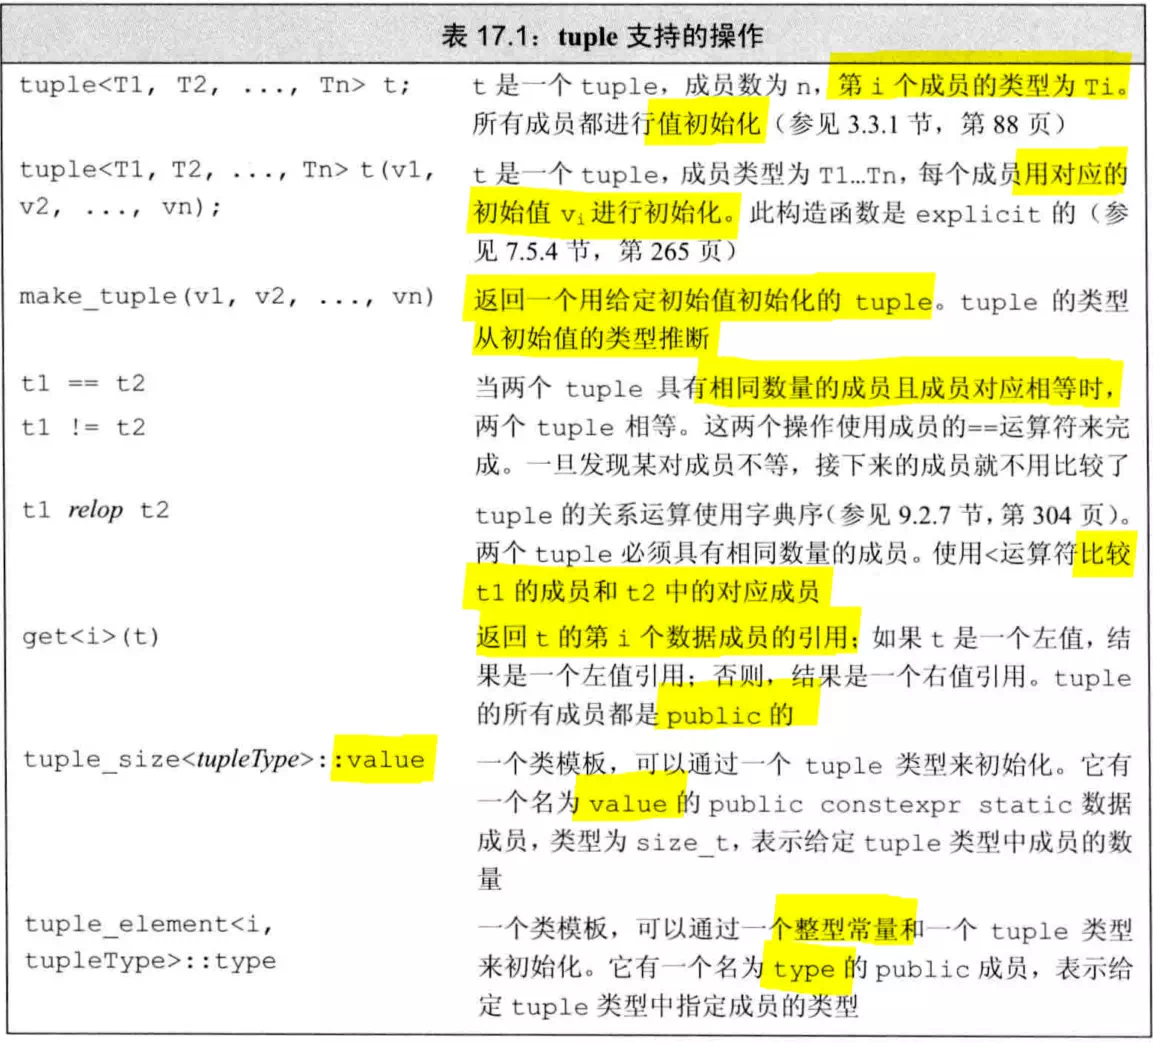 表 17.1：tuple 支持的操作
tuple<T1, T2, ..., Tn> t;
t 是一个 tuple，成员数为 n，第 i 个成员的类型为 Ti。
所有成员都进行值初始化（参见 3.3.1 节，第 88 页）
tuple<T1, T2, ..., Tn> t(v1,
v2, ..., vn);
t 是一个 tuple，成员类型为 T1…Tn，每个成员用对应的
初始值 vi 进行初始化。此构造函数是 explicit 的（参
见 7.5.4 节，第 265 页）
make_tuple(v1, v2, ..., vn)
返回一个用给定初始值初始化的 tuple。tuple 的类型
从初始值的类型推断
t1 == t2
t1 != t2
当两个 tuple 具有相同数量的成员且成员对应相等时，
两个 tuple 相等。这两个操作使用成员的==运算符来完
成。一旦发现某对成员不等，接下来的成员就不用比较了
t1 relop t2
tuple 的关系运算使用字典序（参见 9.2.7 节，第 304 页）。
两个 tuple 必须具有相同数量的成员。使用<运算符比较
t1 的成员和 t2 中的对应成员
get<i>(t)
返回 t 的第 i 个数据成员的引用；如果 t 是一个左值，结
果是一个左值引用；否则，结果是一个右值引用。tuple
的所有成员都是 public 的
tuple_size<tupleType>::value
一个类模板，可以通过一个 tuple 类型来初始化。它有
一个名为 value 的 public constexpr static 数据
成员，类型为 size_t，表示给定 tuple 类型中成员的数
量
tuple_element<i,
tupleType>::type
一个类模板，可以通过一个整型常量和一个 tuple 类型
来初始化。它有一个名为 type 的 public 成员，表示给
定 tuple 类型中指定成员的类型